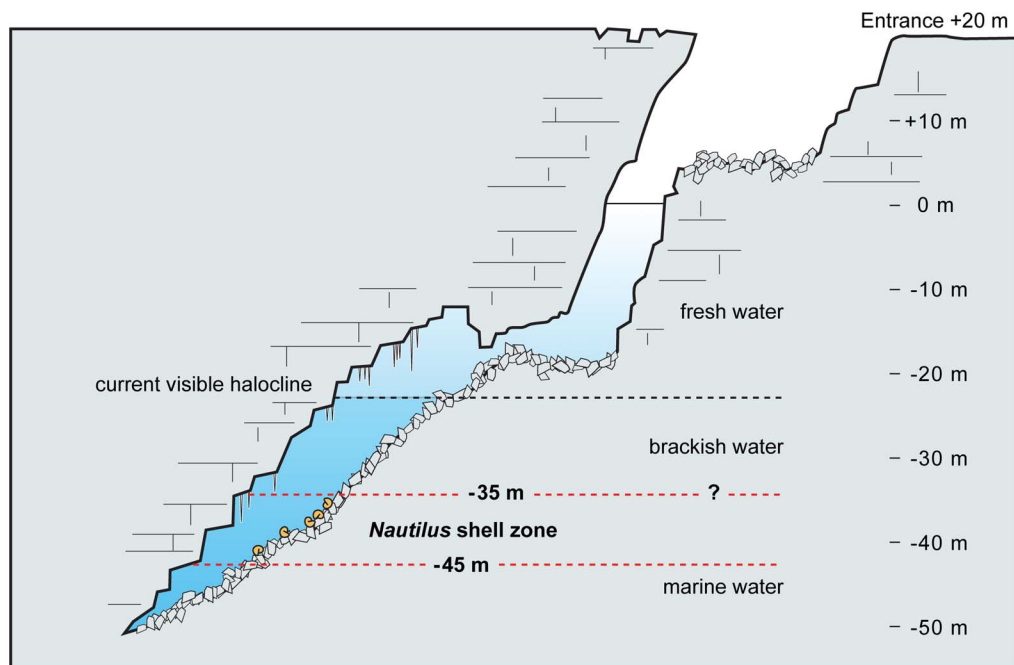 Entrance +20 m
+10 m
0 m
-10 m
fresh water
-20 m
current visible halocline
brackish water
-30 m
-35 m
?
Nautilus shell zone
-40 m
-45 m
marine water
-50 m